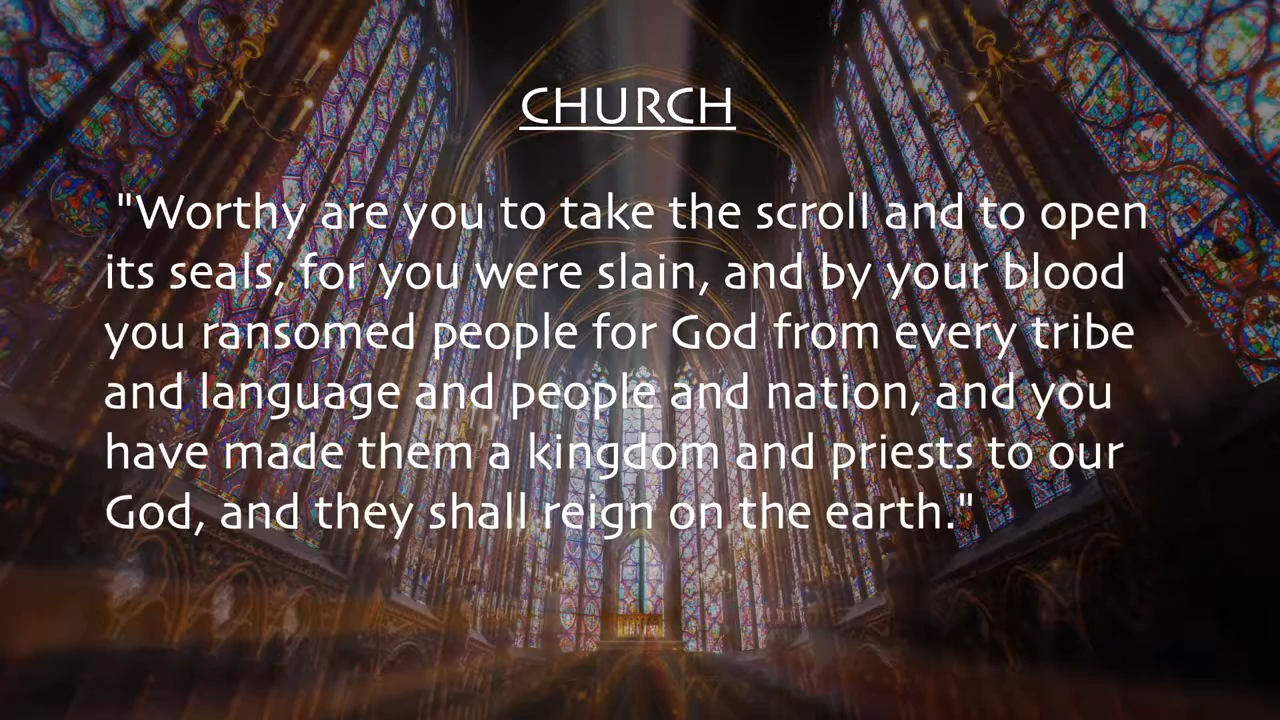 CHURCH
"Worthy are you to take the scroll and to open
its seals, for you were slain, and by your blood
you ransomed people for God from every tribe
and language and people and nation, and you
have made them a kingdom and priests to our
God, and they shall reign on the earth."